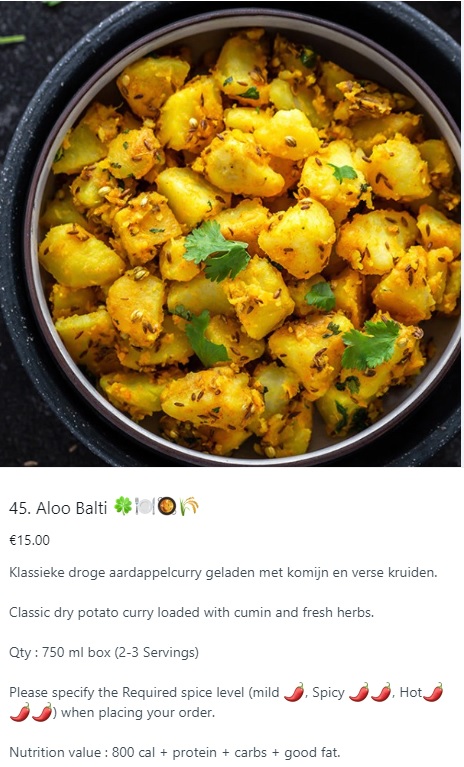 45. Aloo Balti 🍀🍽️🥘🌾
€15.00
Klassieke droge aardappelcurry geladen met komijn en verse kruiden.
Classic dry potato curry loaded with cumin and fresh herbs.
Qty : 750 ml box (2-3 Servings)
Please specify the Required spice level (mild 🌶️, Spicy 🌶️🌶️, Hot🌶️
🌶️🌶️) when placing your order.
Nutrition value : 800 cal + protein + carbs + good fat.